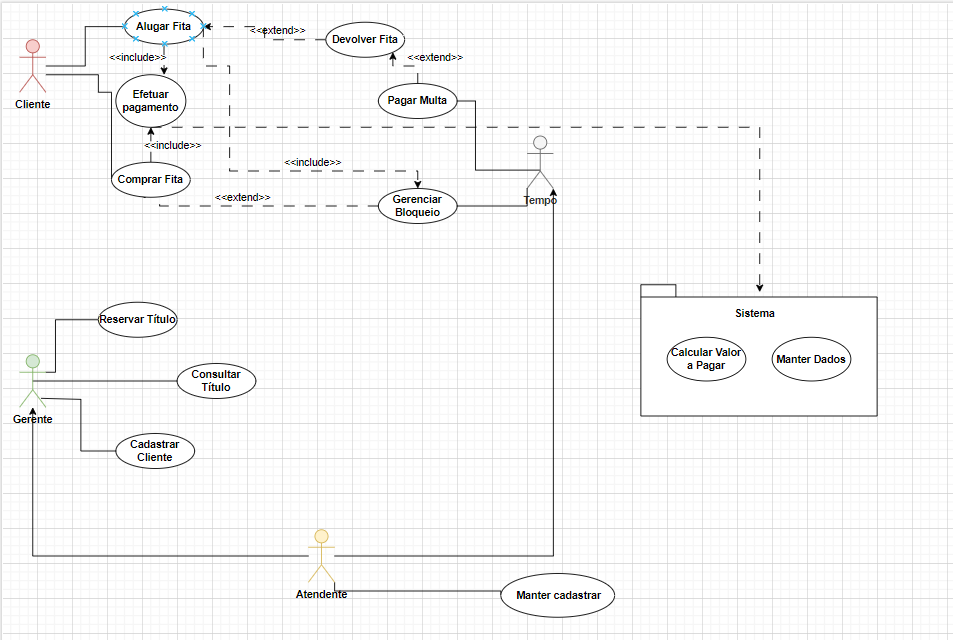 Alugar Fita
<<extend>>
Devolver Fita
<<include>>
<<extend>>
Cliente
Efetuar
pagamento
Pagar Multa
<<include>>
<<include>>
Comprar Fita
<<extend>>
Gerenciar
Bloqueio
Tempo
Sistema
Reservar Título
Calcular Valor
a Pagar
Manter Dados
Consultar
Título
Gerente
Cadastrar
Cliente
Atendente
Manter cadastrar